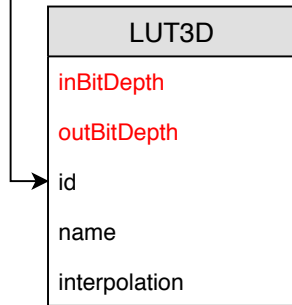 LUT3D
inBitDepth
outBitDepth
id
name
interpolation